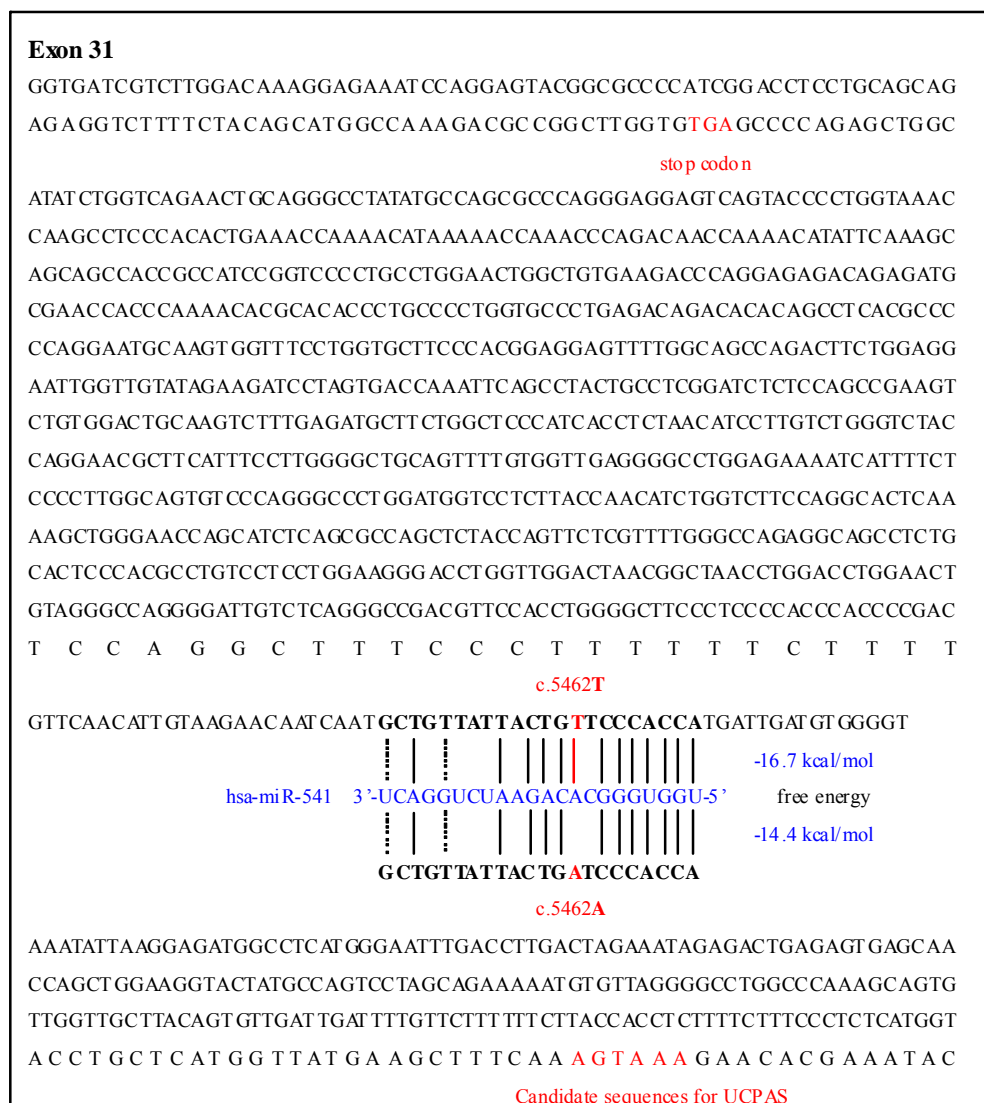 Exon 31
GGTGATCGTCTTGGACAAAGGAGAAATCCAGGAGTACGGCGCCCCATCGGACCTCCTGCAGCAG
AGAGGTCTTTTCTACAGCATGGCCAAAGACGCCGGCTTGGTGTGAGCCCCAGAGCTGGC
stop codon
ATATCTGGTCAGAACTGCAGGGCCTATATGCCAGCGCCCAGGGAGGAGTCAGTACCCCTGGTAAAC
CAAGCCTCCCACACTGAAACCAAAACATAAAAACCAAACCCAGACAACCAAAACATATTCAAAGC
AGCAGCCACCGCCATCCGGTCCCCTGCCTGGAACTGGCTGTGAAGACCCAGGAGAGACAGAGATG
CGAACCACCCAAAACACGCACACCCTGCCCCTGGTGCCCTGAGACAGACACACAGCCTCACGCCC
CCAGGAATGCAAGTGGTTTCCTGGTGCTTCCCACGGAGGAGTTTTGGCAGCCAGACTTCTGGAGG
AATTGGTTGTATAGAAGATCCTAGTGACCAAATTCAGCCTACTGCCTCGGATCTCTCCAGCCGAAGT
CTGTGGACTGCAAGTCTTTGAGATGCTTCTGGCTCCCATCACCTCTAACATCCTTGTCTGGGTCTAC
CAGGAACGCTTCATTTCCTTGGGGCTGCAGTTTTGTGGTTGAGGGGCCTGGAGAAAATCATTTTCT
CCCCTTGGCAGTGTCCCAGGGCCCTGGATGGTCCTCTTACCAACATCTGGTCTTCCAGGCACTCAA
AAGCTGGGAACCAGCATCTCAGCGCCAGCTCTACCAGTTCTCGTTTTGGGCCAGAGGCAGCCTCTG
CACTCCCACGCCTGTCCTCCTGGAAGGGACCTGGTTGGACTAACGGCTAACCTGGACCTGGAACT
GTAGGGCCAGGGGATTGTCTCAGGGCCGACGTTCCACCTGGGGCTTCCCTCCCCACCCACCCCGAC
T C C A G G C T T T C C C T T T T T T C T T T T
c.5462T
GTTCAACATTGTAAGAACAATCAATGCTGTTATTACTGTTCCCACCATGATTGATGTGGGGT
-16.7 kcal/mol
hsa-miR-541 3’-UCAGGUCUAAGACACGGGUGGU-5’ free energy
-14.4 kcal/mol
GCTGTTATTACTGATCCCACCA
c.5462A
AAATATTAAGGAGATGGCCTCATGGGAATTTGACCTTGACTAGAAATAGAGACTGAGAGTGAGCAA
CCAGCTGGAAGGTACTATGCCAGTCCTAGCAGAAAAATGTGTTAGGGGCCTGGCCCAAAGCAGTG
TTGGTTGCTTACAGTGTTGATTGATTTTGTTCTTTTTTCTTACCACCTCTTTTCTTTCCCTCTCATGGT
ACCTGCTCATGGTTATGAAGCTTTCAAAGTAAAGAACACGAAATAC
Candidate sequences for UCPAS